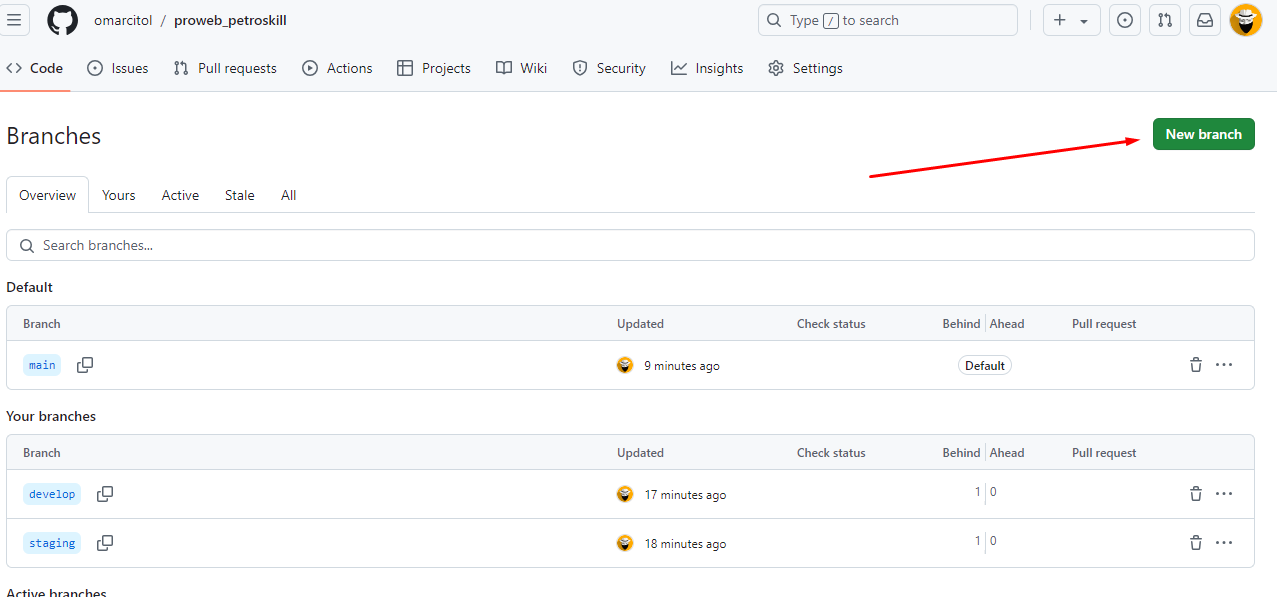 omarcitol / proweb_petroskill Type / to search
Code Issues Pull requests Actions Projects Wiki Security Insights Settings
Branches
New branch
Overview Yours Active Stale All
Search branches...
Default
Branch Updated Check status Behind Ahead Pull request
main 9 minutes ago Default
Your branches
Branch Updated Check status Behind Ahead Pull request
develop 17 minutes ago 1 0
staging 18 minutes ago 1 0
Active branches